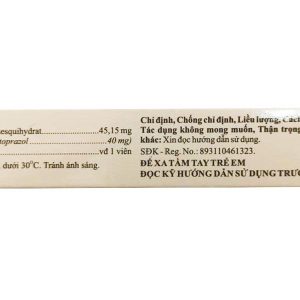 esquihydrat............45,15 mg
toprazol 40 mg)
vđ 1 viên
dưới 30°C. Tránh ánh sáng.
Chỉ định, Chống chỉ định, Liều lượng, Các
Tác dụng không mong muốn, Thận trọng
khác: Xin đọc hướng dẫn sử dụng.
SĐK - Reg. No.: 893110461323.
ĐỂ XA TẦM TAY TRẺ EM
ĐỌC KỸ HƯỚNG DẪN SỬ DỤNG TRƯỚ